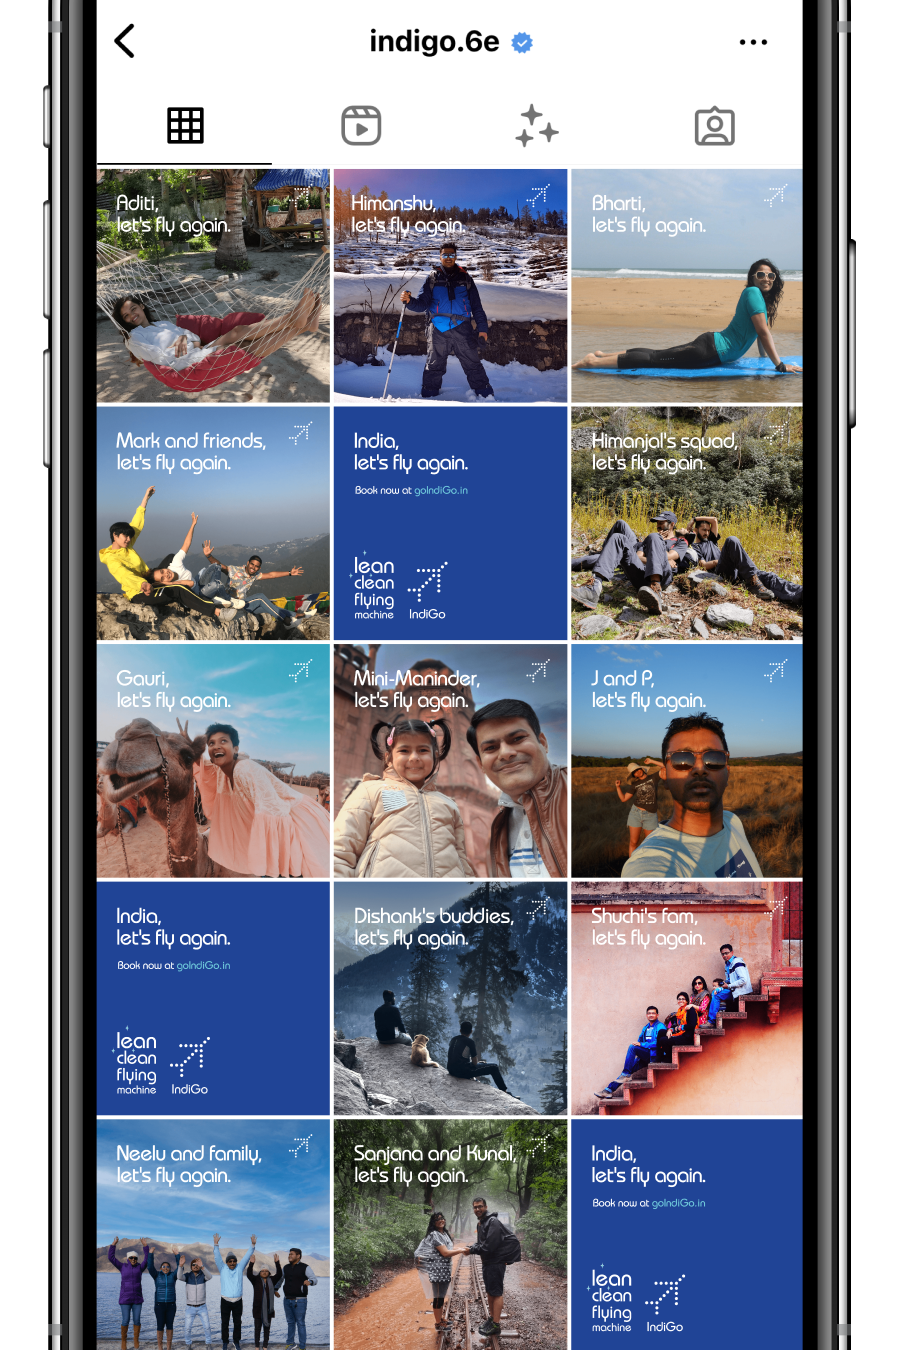 indigo.6e
Aditi,
let's fly again.
Himanshu,
let's fly again.
Bharti,
let's fly again.
Mark and friends,
let's fly again.
India,
let's fly again.
Book now at goIndiGo.in
lean
clean
flying
machine
IndiGo
Himanjal's squad,
let's fly again.
Gauri,
let's fly again.
Mini-Maninder,
let's fly again.
J and P,
let's fly again.
India,
let's fly again.
Book now at goIndiGo.in
lean
clean
flying
machine
IndiGo
Dishank's buddies,
let's fly again.
Shuchi's fam,
let's fly again.
Neelu and family,
let's fly again.
Sanjana and Kunal,
let's fly again.
India,
let's fly again.
Book now at goIndiGo.in
lean
clean
flying
machine
IndiGo